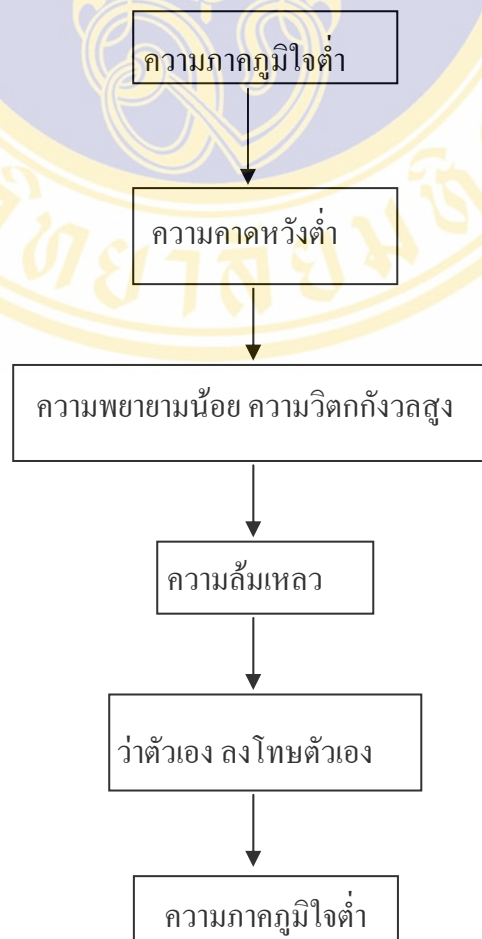 ความภาคภูมิใจต่ำ
ความคาดหวังต่ำ
ความพยายามน้อย ความวิตกกังวลสูง
ความล้มเหลว
ว่าตัวเอง ลงโทษตัวเอง
ความภาคภูมิใจต่ำ